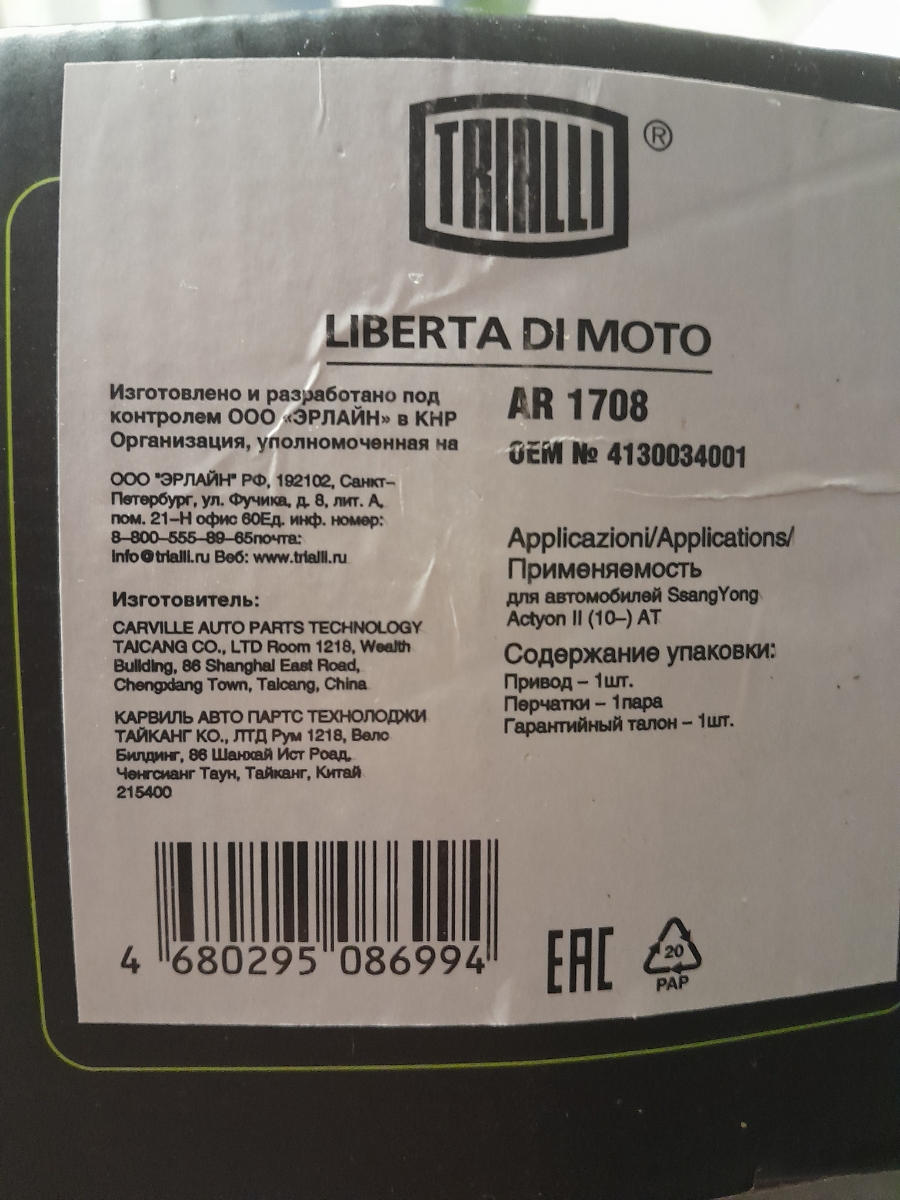 TRIALLI ®
LIBERTA DI MOTO
Изготовлено и разработано под
контролем ООО «ЭРЛАЙН» в КНР
Организация, уполномоченная на
ООО "ЭРЛАЙН" РФ, 192102, Санкт-
Петербург, ул. Фучика, д. 8, лит. А,
пом. 21-Н офис 60Ед. инф. номер:
8-800-555-89-65почта:
info@trialli.ru Веб: www.trialli.ru
Изготовитель:
CARVILLE AUTO PARTS TECHNOLOGY
TAICANG CO., LTD Room 1218, Wealth
Building, 86 Shanghai East Road,
Chengxiang Town, Taicang, China
КАРВИЛЬ АВТО ПАРТС ТЕХНОЛОДЖИ
ТАЙКАНГ КО., ЛТД Рум 1218, Велс
Билдинг, 86 Шанхай Ист Роад,
Ченгсианг Таун, Тайканг, Китай
215400
AR 1708
OEM № 4130034001
Applicazioni/Applications/
Применяемость
для автомобилей SsangYong
Actyon II (10-) AT
Содержание упаковки:
Привод – 1шт.
Перчатки – 1пара
Гарантийный талон – 1шт.
4 680295 086994
EAC
20
PAP